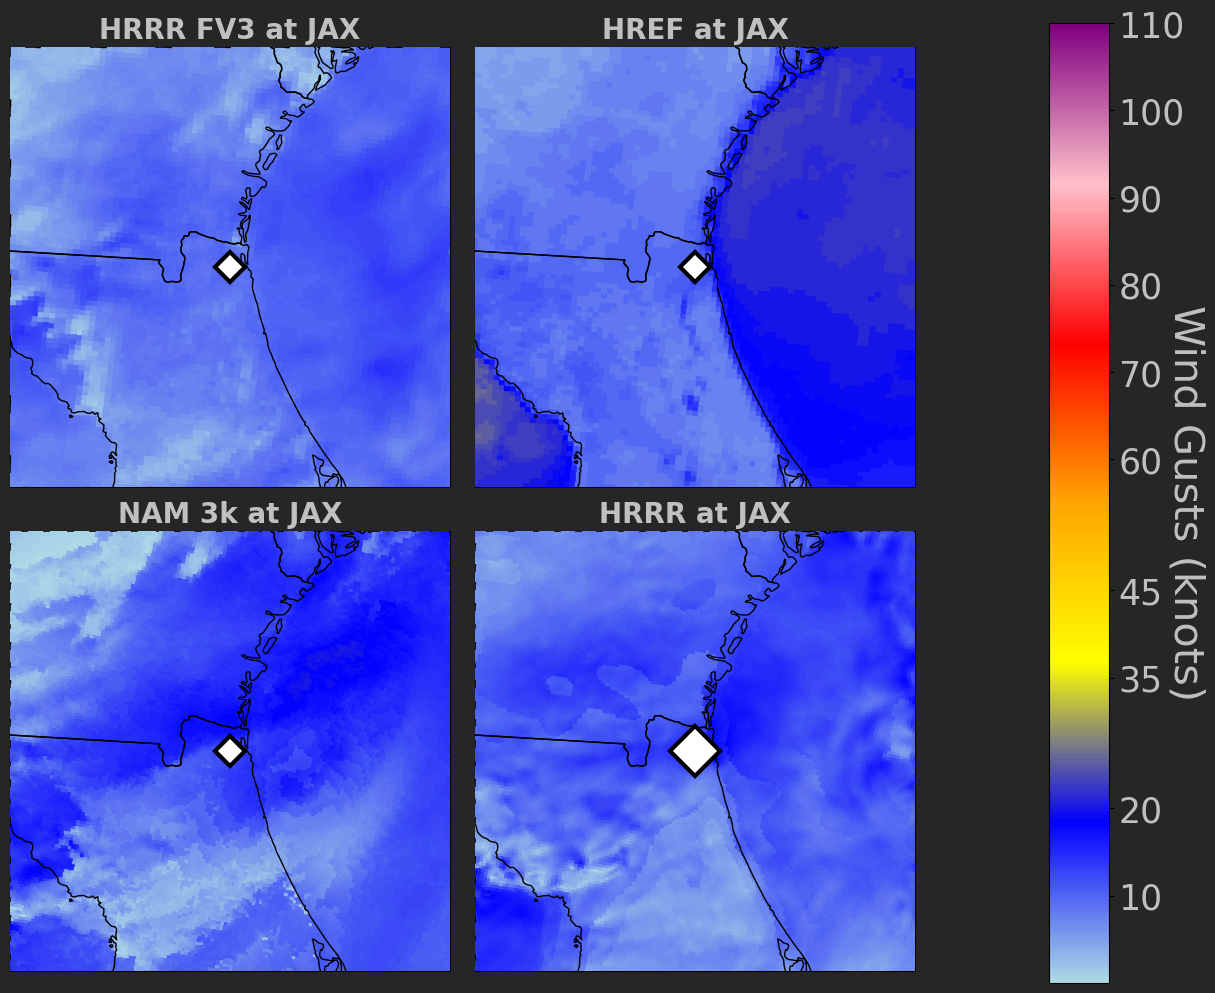 HRRR FV3 at JAX
HREF at JAX
NAM 3k at JAX
HRRR at JAX
110
100
90
80
70
60
45
35
20
10
Wind Gusts (knots)